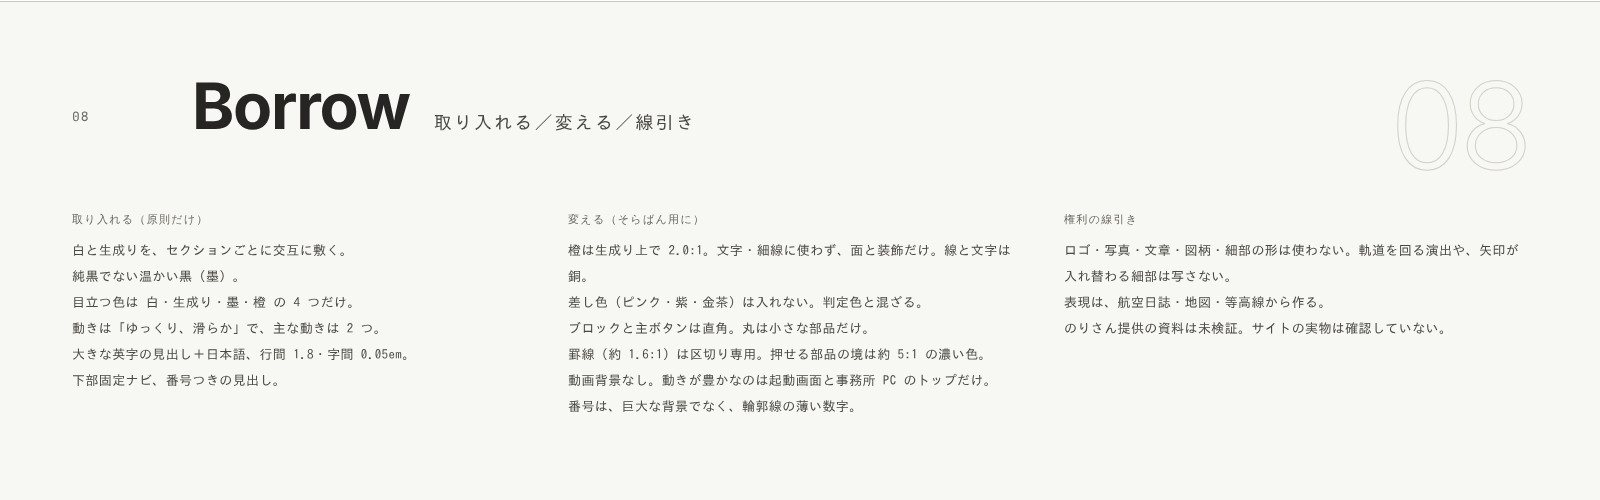 08
Borrow 取り入れる／変える／線引き
08
取り入れる（原則だけ）
白と生成りを、セクションごとに交互に敷く。
純黒でない温かい黒（墨）。
目立つ色は 白・生成り・墨・橙 の 4 つだけ。
動きは「ゆっくり、滑らか」で、主な動きは 2 つ。
大きな英字の見出し＋日本語、行間 1.8・字間 0.05em。
下部固定ナビ、番号つきの見出し。
変える（そらばん用に）
橙は生成り上で 2.0:1。文字・細線に使わず、面と装飾だけ。線と文字は
銅。
差し色（ピンク・紫・金茶）は入れない。判定色と混ざる。
ブロックと主ボタンは直角。丸は小さな部品だけ。
罫線（約 1.6:1）は区切り専用。押せる部品の境は約 5:1 の濃い色。
動画背景なし。動きが豊かなのは起動画面と事務所 PC のトップだけ。
番号は、巨大な背景でなく、輪郭線の薄い数字。
権利の線引き
ロゴ・写真・文章・図柄・細部の形は使わない。軌道を回る演出や、矢印が
入れ替わる細部は写さない。
表現は、航空日誌・地図・等高線から作る。
のりさん提供の資料は未検証。サイトの実物は確認していない。